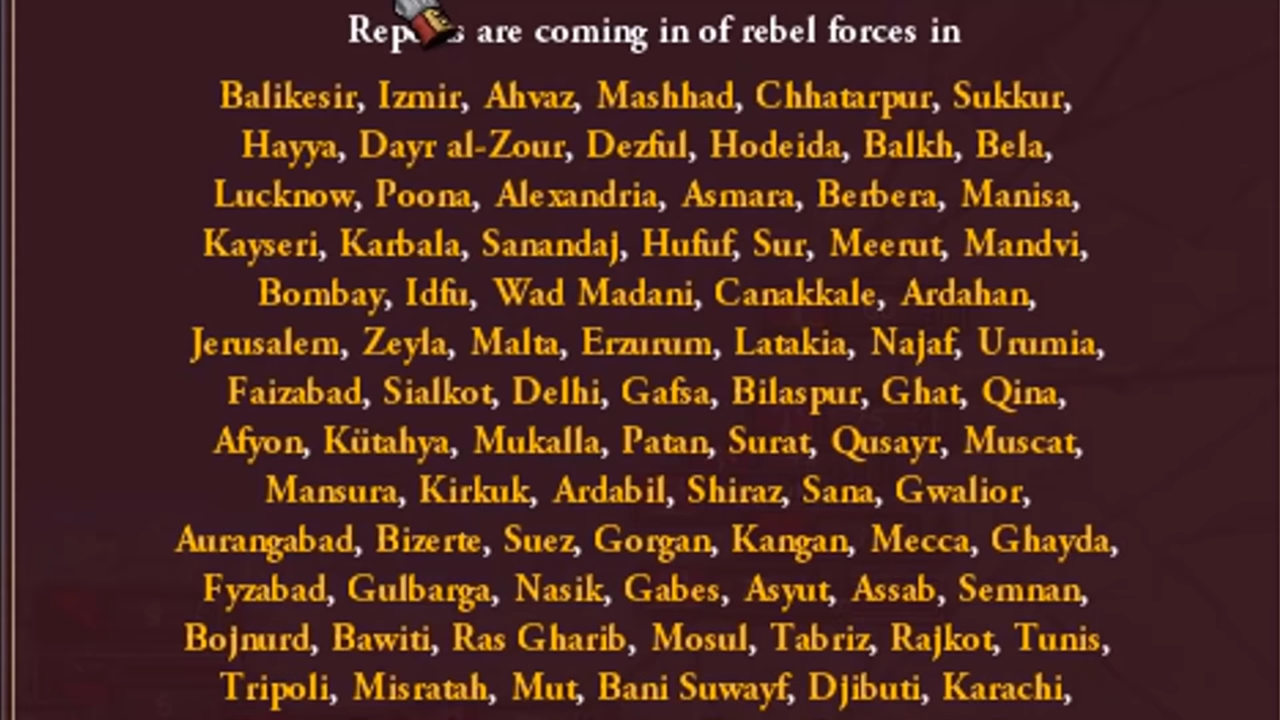 Reports are coming in of rebel forces in
Balikesir, Izmir, Ahvaz, Mashhad, Chhatarpur, Sukkur,
Hayya, Dayr al-Zour, Dezful, Hodeida, Balkh, Bela,
Lucknow, Poona, Alexandria, Asmara, Berbera, Manisa,
Kayseri, Karbala, Sanandaj, Hufuf, Sur, Meerut, Mandvi,
Bombay, Idfu, Wad Madani, Canakkale, Ardahan,
Jerusalem, Zeyla, Malta, Erzurum, Latakia, Najaf, Urumia,
Faizabad, Sialkot, Delhi, Gafsa, Bilaspur, Ghat, Qina,
Afyon, Kütahya, Mukalla, Patan, Surat, Qusayr, Muscat,
Mansura, Kirkuk, Ardabil, Shiraz, Sana, Gwalior,
Aurangabad, Bizerte, Suez, Gorgan, Kangan, Mecca, Ghayda,
Fyzabad, Gulbarga, Nasik, Gabes, Asyut, Assab, Semnan,
Bojnurd, Bawiti, Ras Gharib, Mosul, Tabriz, Rajkot, Tunis,
Tripoli, Misratah, Mut, Bani Suwayf, Djibuti, Karachi,